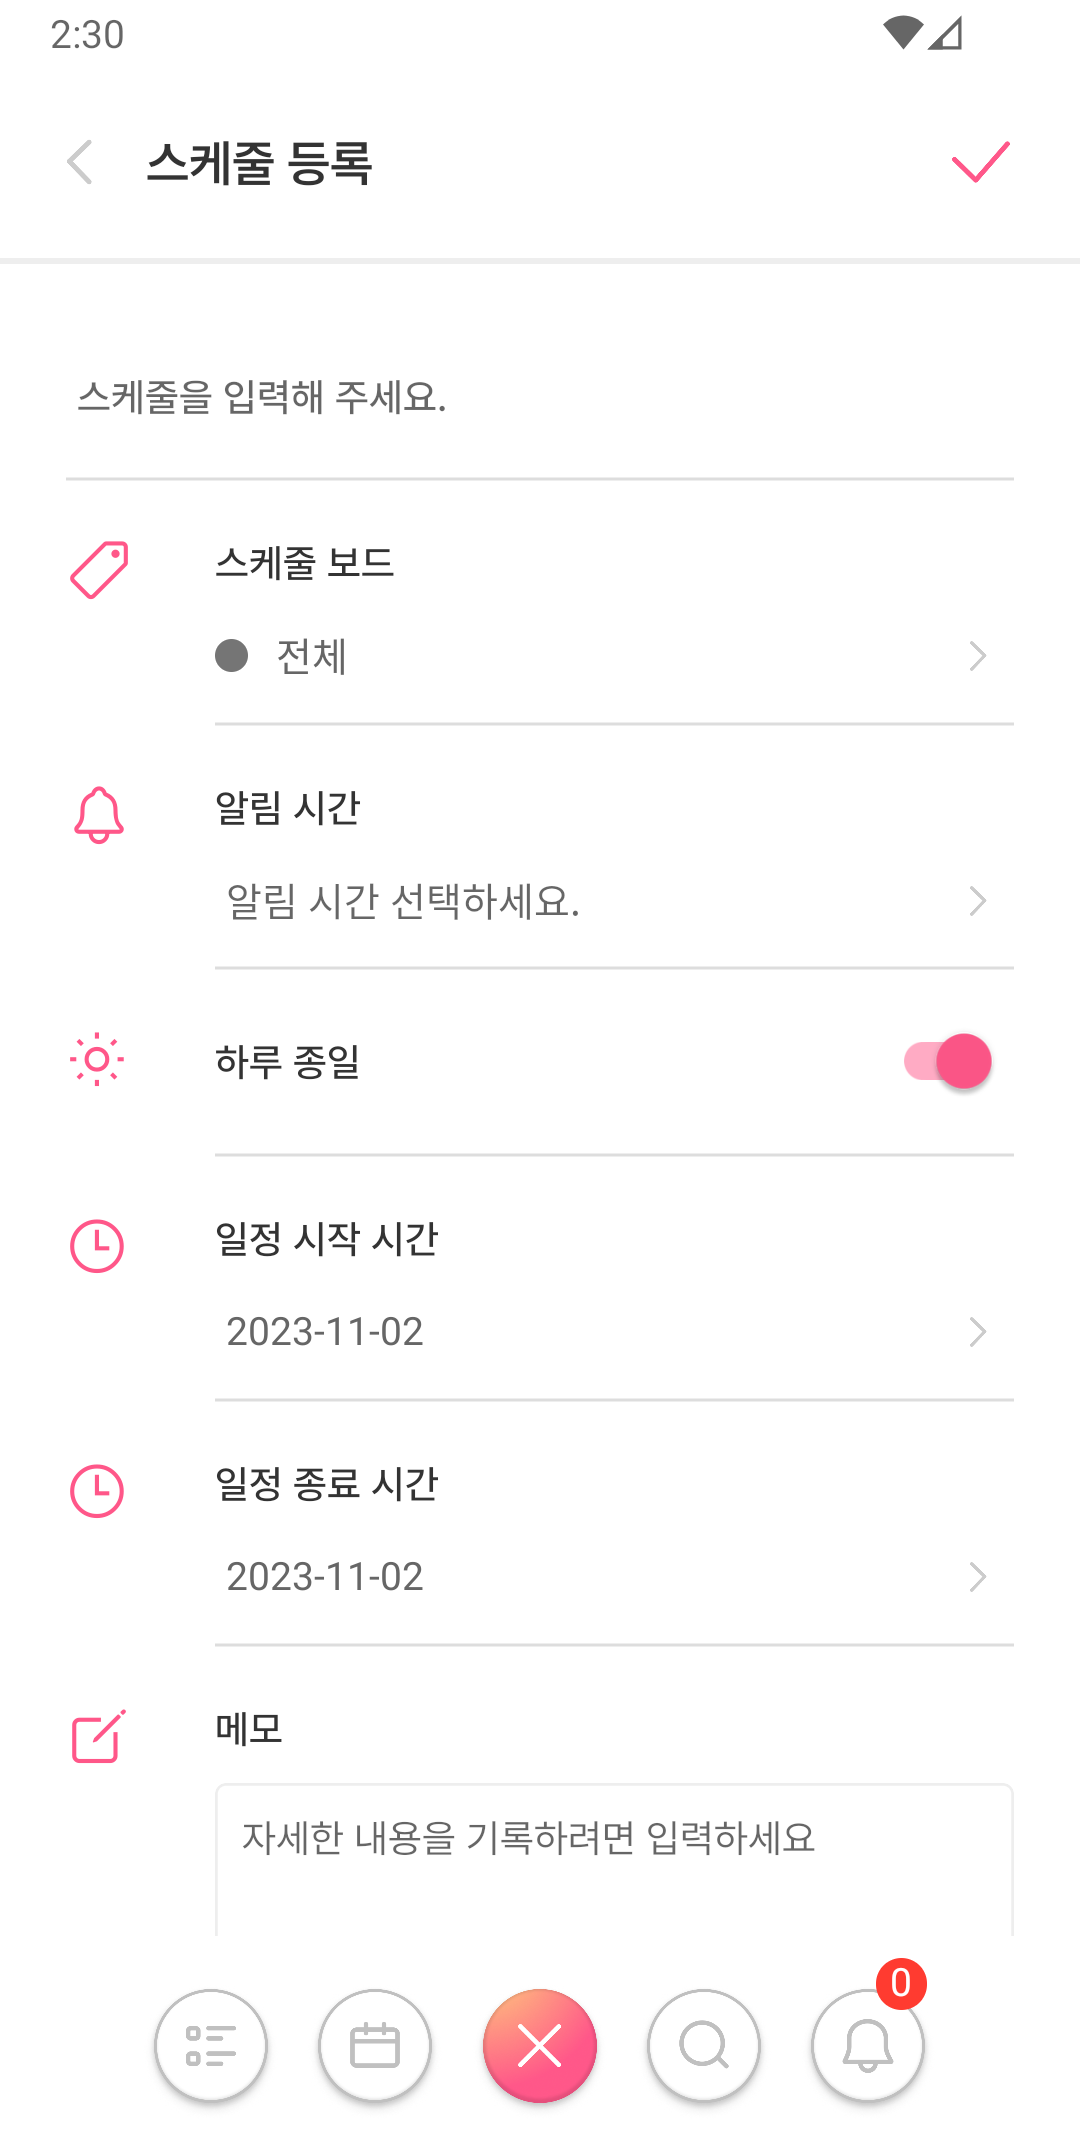 2:30
스케줄 등록
스케줄을 입력해 주세요.
스케줄 보드
전체
알림 시간
알림 시간 선택하세요.
하루 종일
일정 시작 시간
2023-11-02
일정 종료 시간
2023-11-02
메모
자세한 내용을 기록하려면 입력하세요
0